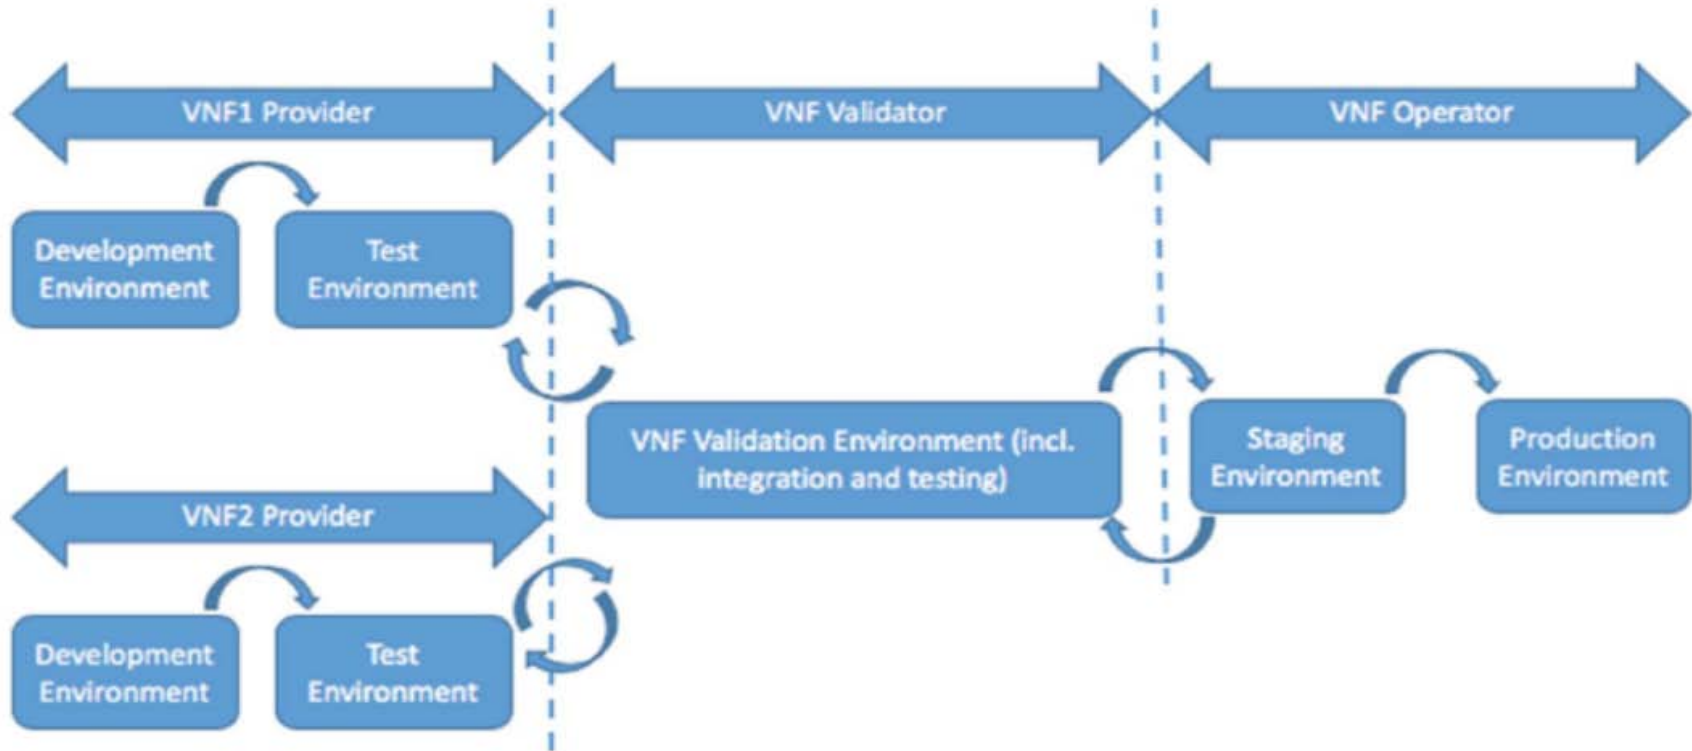 VNF1 Provider
VNF Validator
VNF Operator
Development
Environment
Test
Environment
VNF Validation Environment (incl.
integration and testing)
Staging
Environment
Production
Environment
VNF2 Provider
Development
Environment
Test
Environment